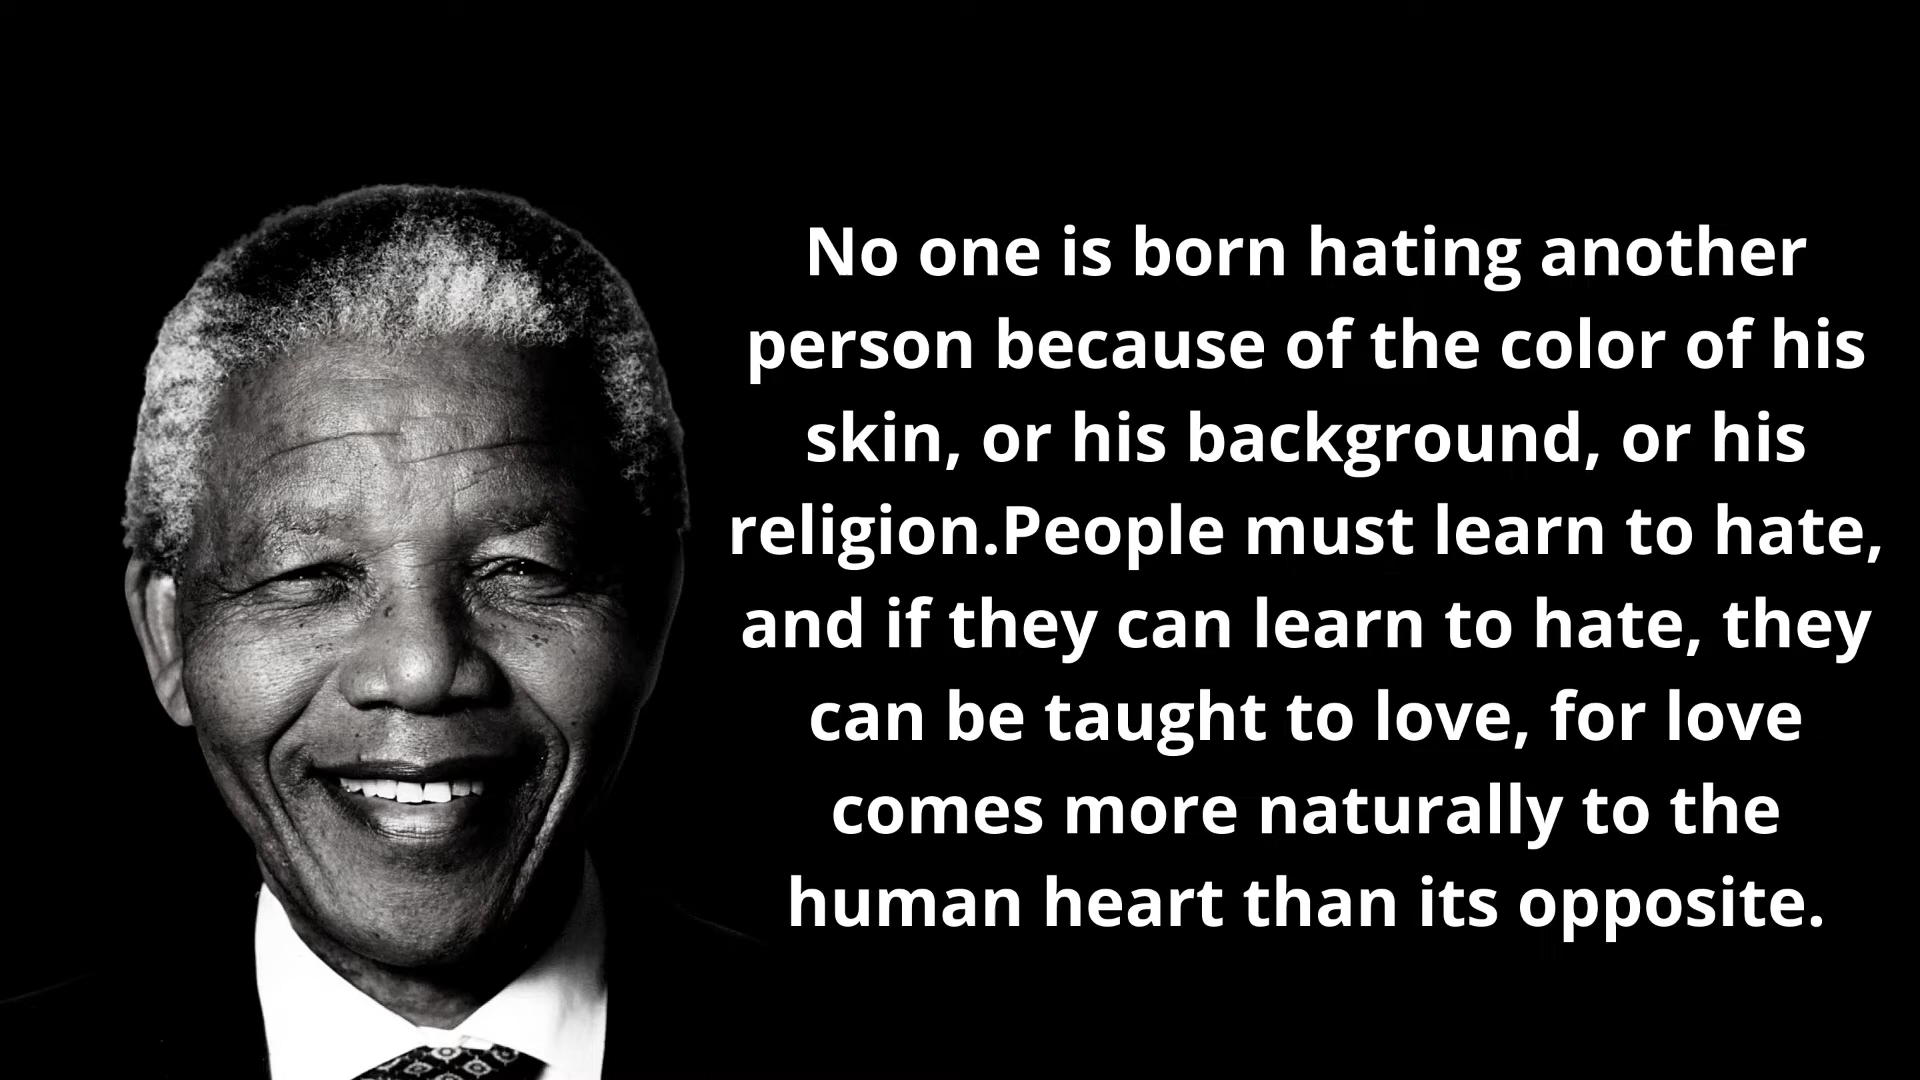 No one is born hating another
person because of the color of his
skin, or his background, or his
religion.People must learn to hate,
and if they can learn to hate, they
can be taught to love, for love
comes more naturally to the
human heart than its opposite.